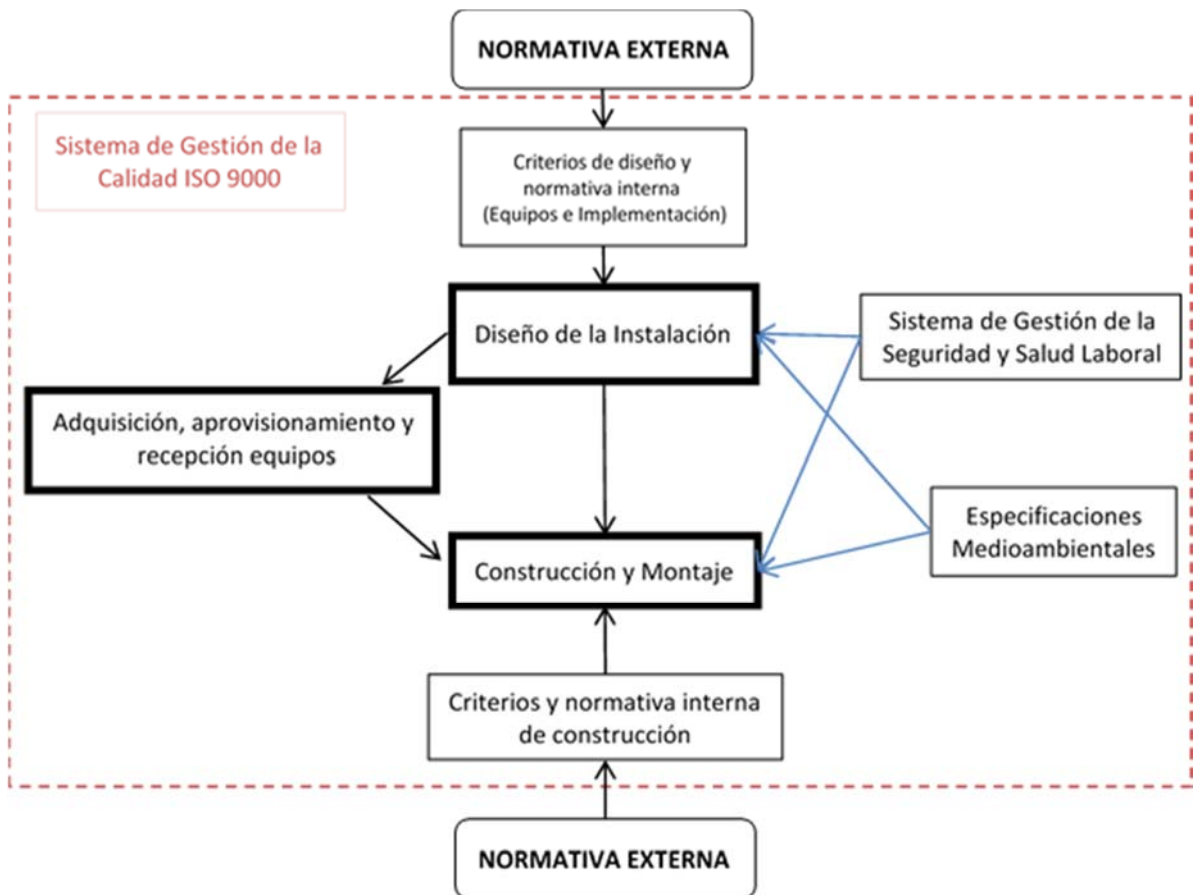 NORMATIVA EXTERNA
Sistema de Gestión de la
Calidad ISO 9000
Criterios de diseño y
normativa interna
(Equipos e Implementación)
Diseño de la Instalación
Sistema de Gestión de la
Seguridad y Salud Laboral
Adquisición, aprovisionamiento y
recepción equipos
Especificaciones
Medioambientales
Construcción y Montaje
Criterios y normativa interna
de construcción
NORMATIVA EXTERNA